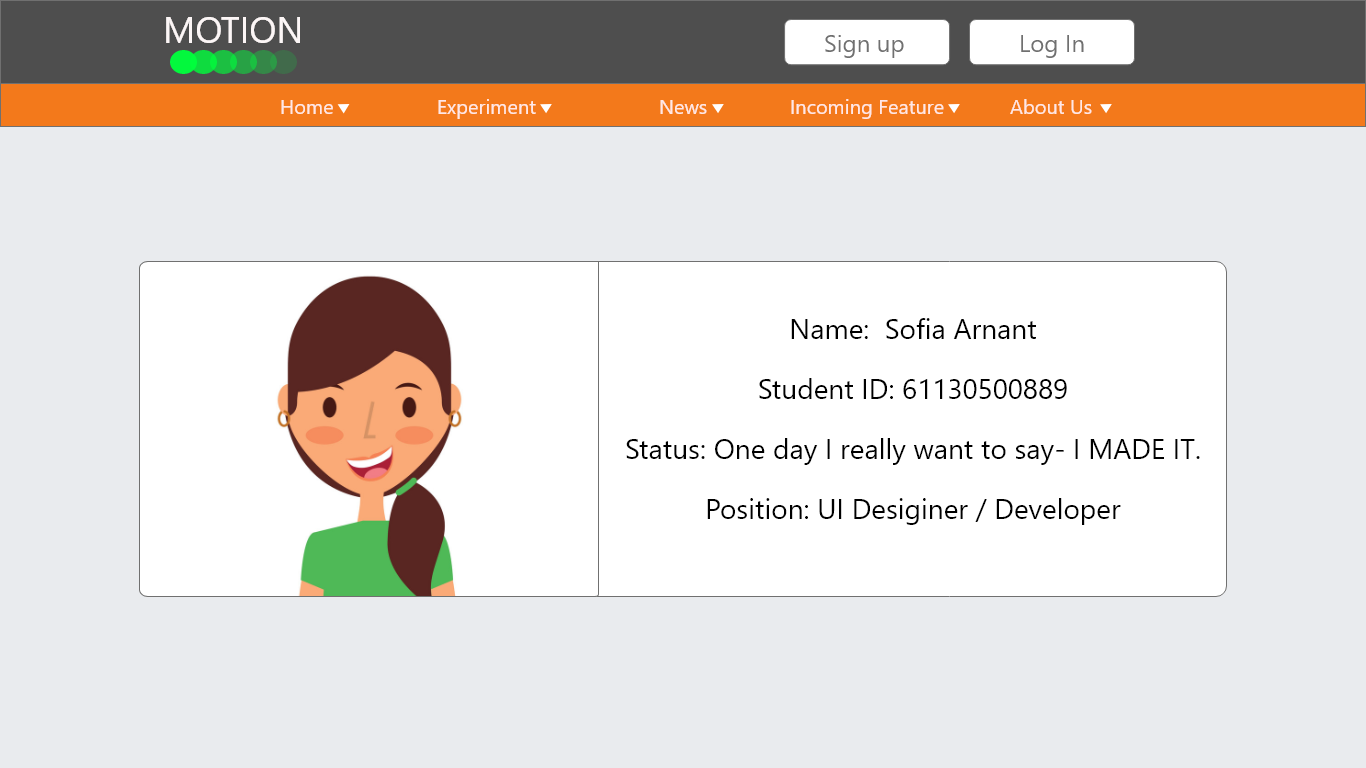 MOTION
Sign up
Log In
Home
Experiment
News
Incoming Feature
About Us
Name:  Sofia Arnant
Student ID: 61130500889
Status: One day I really want to say- I MADE IT.
Position: UI Desiginer / Developer